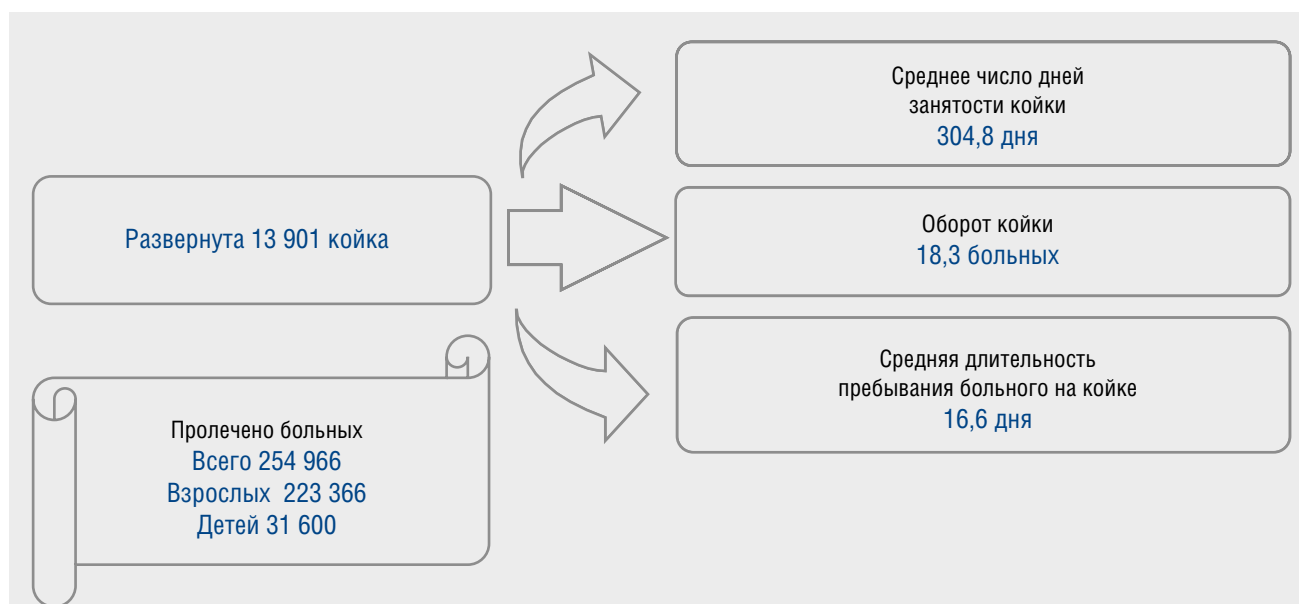 Развернута 13 901 койка
Пролечено больных
Всего 254 966
Взрослых 223 366
Детей 31 600
Среднее число дней
занятости койки
304,8 дня
Оборот койки
18,3 больных
Средняя длительность
пребывания больного на койке
16,6 дня